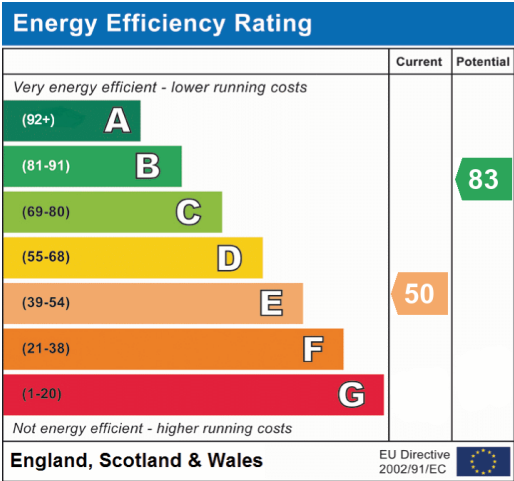 Energy Efficiency Rating
Current Potential
Very energy efficient - lower running costs
(92+) A
(81-91) B
83
(69-80) C
(55-68) D
(39-54) E
50
(21-38) F
(1-20) G
Not energy efficient - higher running costs
England, Scotland & Wales
EU Directive
2002/91/EC